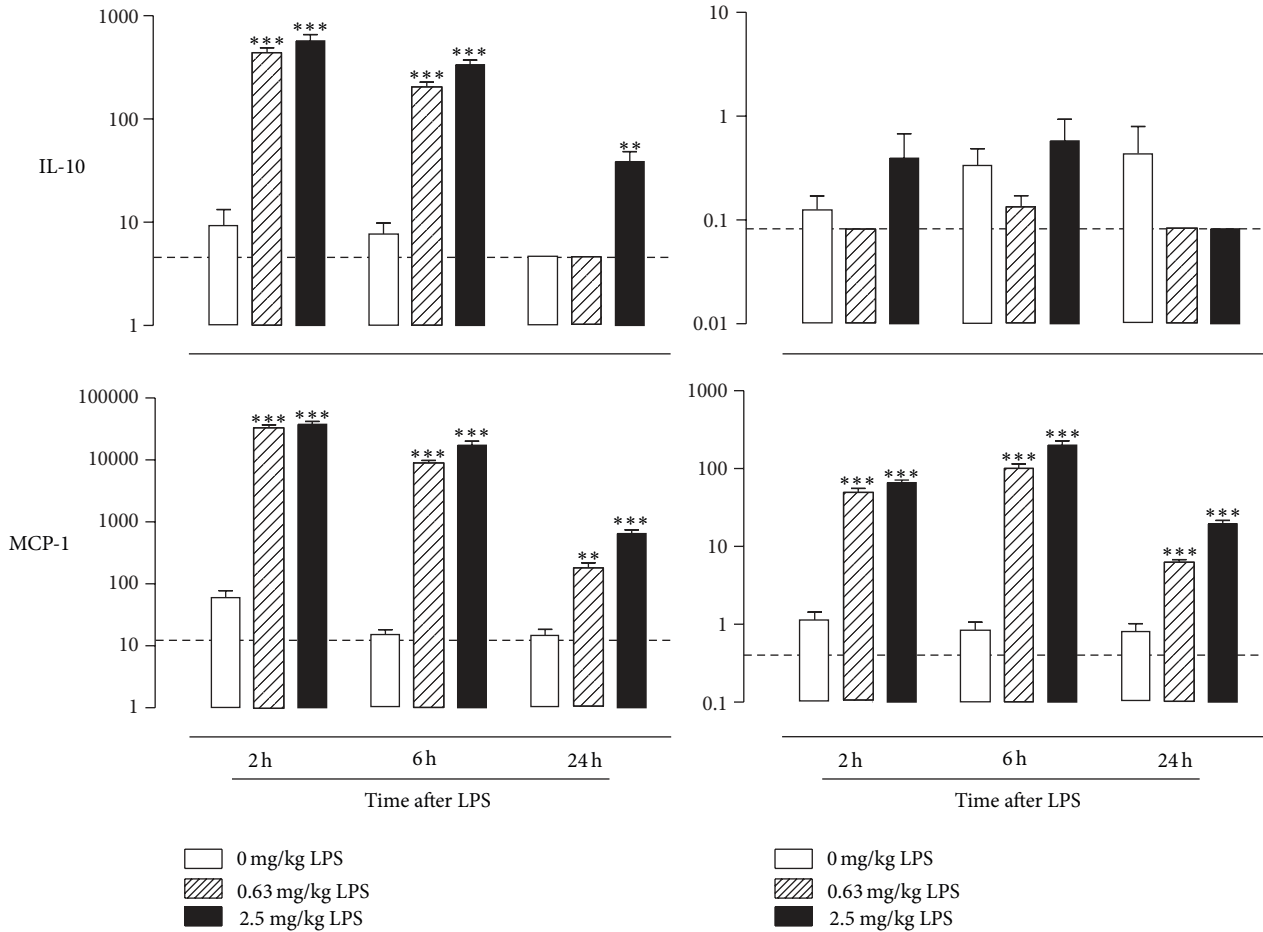 1000
100
10
1
IL-10
*** ***
*** ***
**
10
1
0.1
0.01
100000
10000
1000
100
10
1
MCP-1
*** ***
*** ***
** ***
1000
100
10
1
0.1
*** ***
*** ***
*** ***
2 h 6 h 24 h
Time after LPS
2 h 6 h 24 h
Time after LPS
0 mg/kg LPS
0.63 mg/kg LPS
2.5 mg/kg LPS
0 mg/kg LPS
0.63 mg/kg LPS
2.5 mg/kg LPS